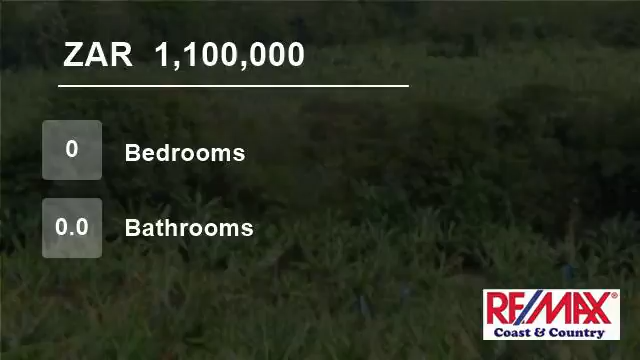 ZAR 1,100,000
0 Bedrooms
0.0 Bathrooms
RE/MAX®
Coast & Country